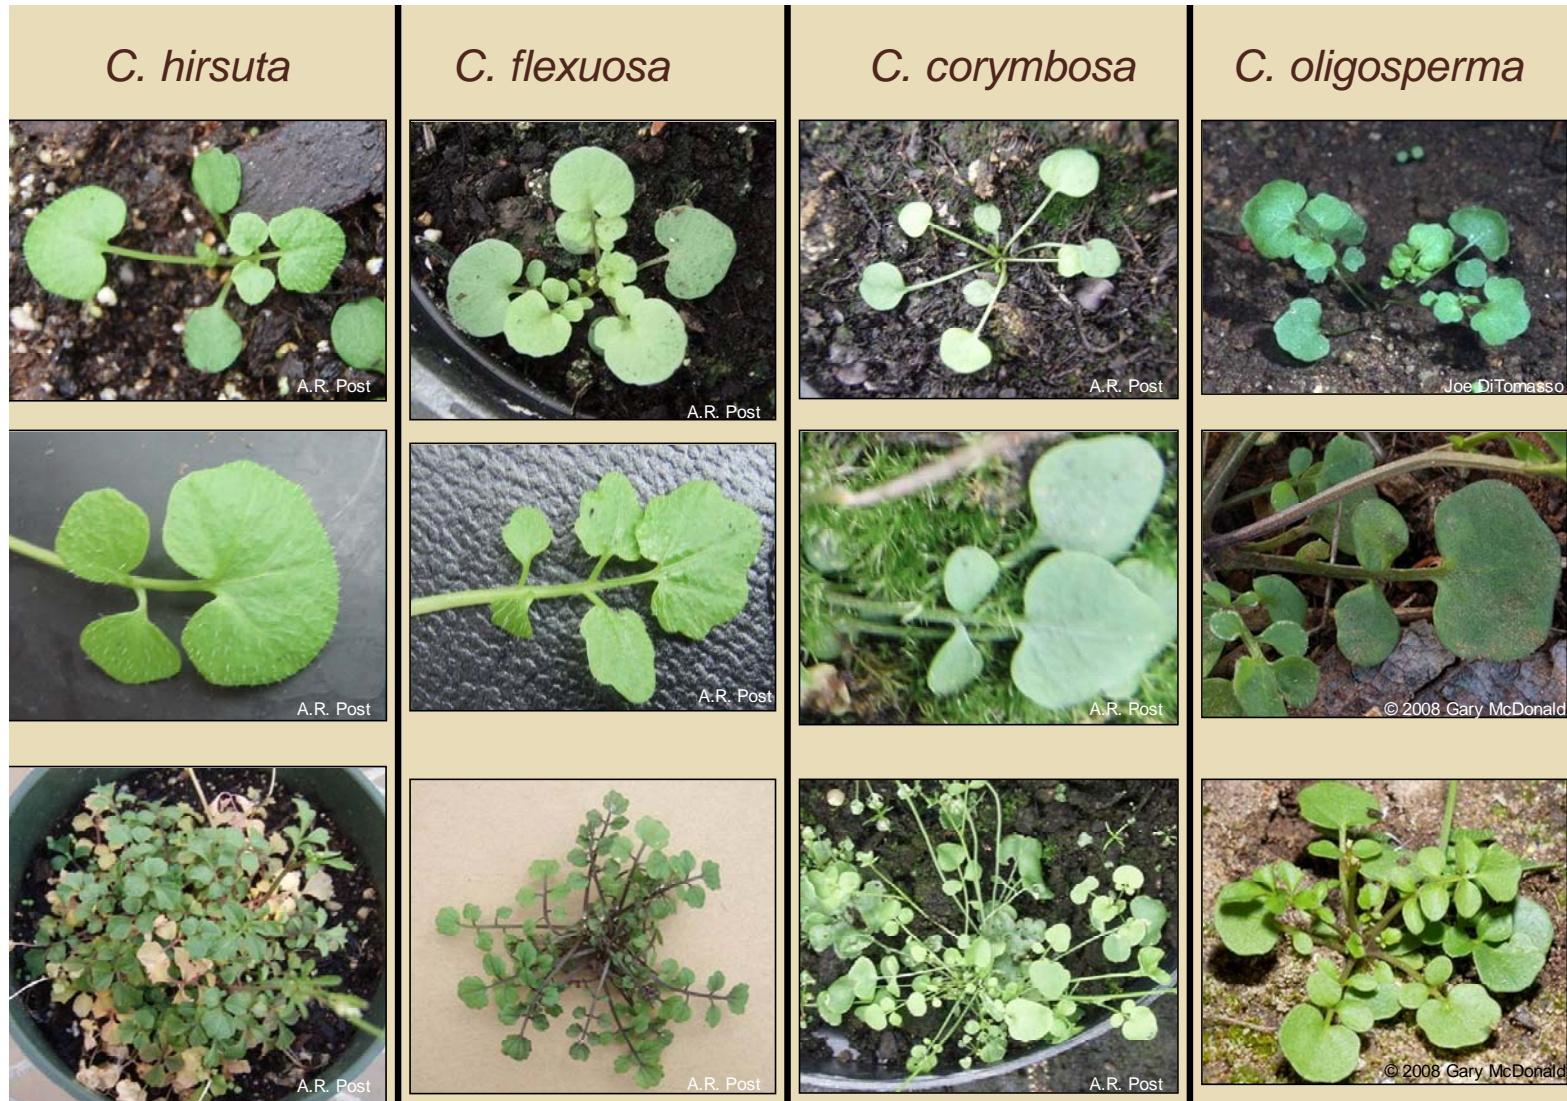 C. hirsuta
C. flexuosa
C. corymbosa
C. oligosperma
A.R. Post
A.R. Post
A.R. Post
Joe DiTomasso
A.R. Post
A.R. Post
A.R. Post
© 2008 Gary McDonald
A.R. Post
A.R. Post
A.R. Post
© 2008 Gary McDonald